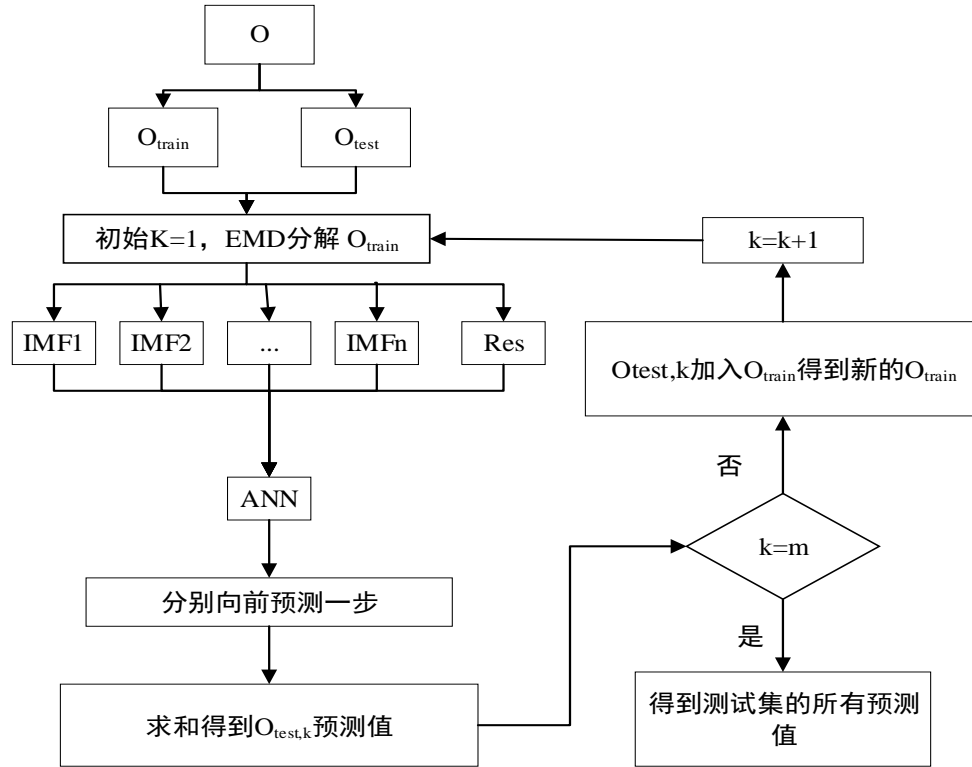 O
Otrain
Otest
初始K=1，EMD分解 Otrain
k=k+1
IMF1
IMF2
...
IMFn
Res
Otest,k加入Otrain得到新的Otrain
否
ANN
k=m
分别向前预测一步
是
求和得到Otest,k预测值
得到测试集的所有预测
值